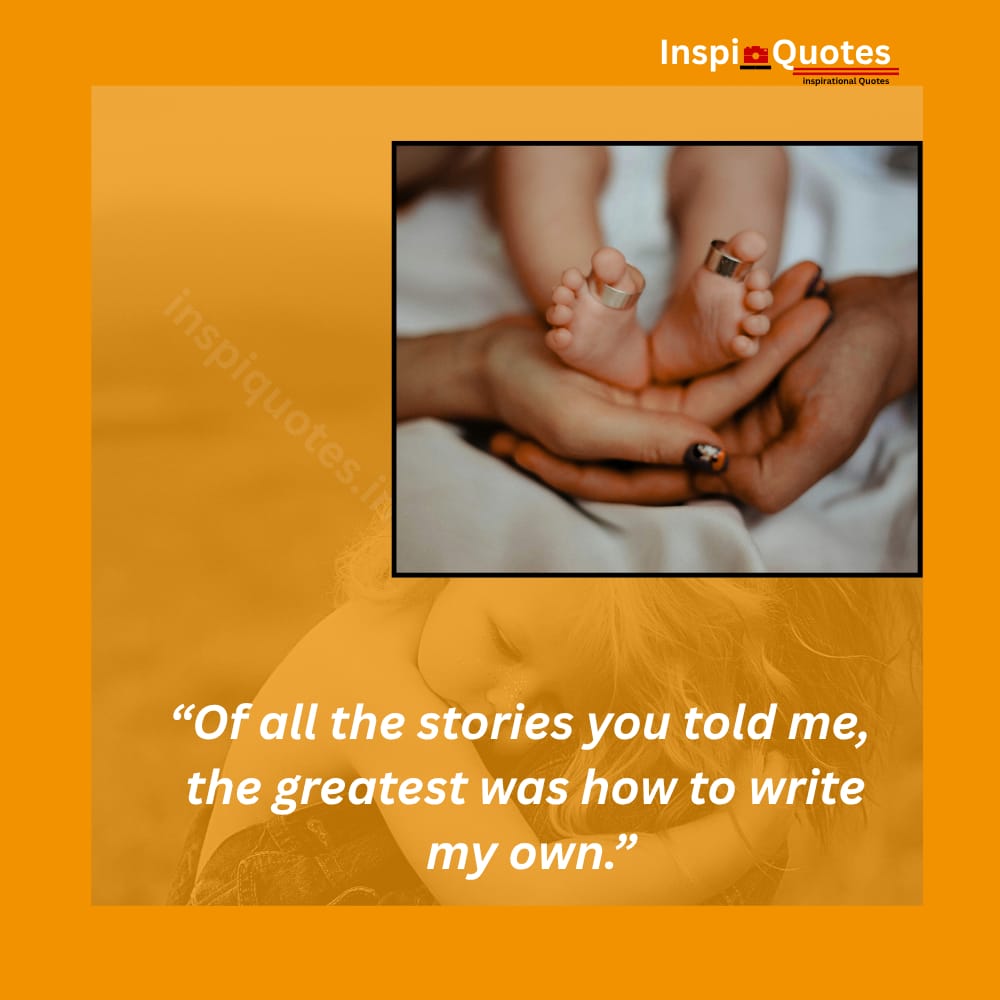 Inspi Quotes
inspirational Quotes
inspiquotes.in
“Of all the stories you told me,
the greatest was how to write
my own.”